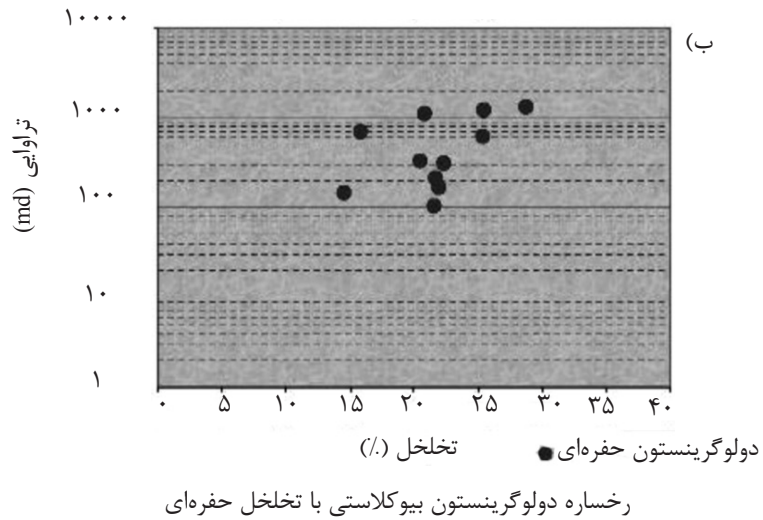 ب)
۱۰۰۰۰
۱۰۰۰
۱۰۰
۱۰
۱
تراوایی (md)
۰ ۵ ۱۰ ۱۵ ۲۰ ۲۵ ۳۰ ۳۵ ۴۰
تخلخل (٪)
دولوگرینستون حفره‌ای
رخساره دولوگرینستون بیوکلاستی با تخلخل حفره‌ای